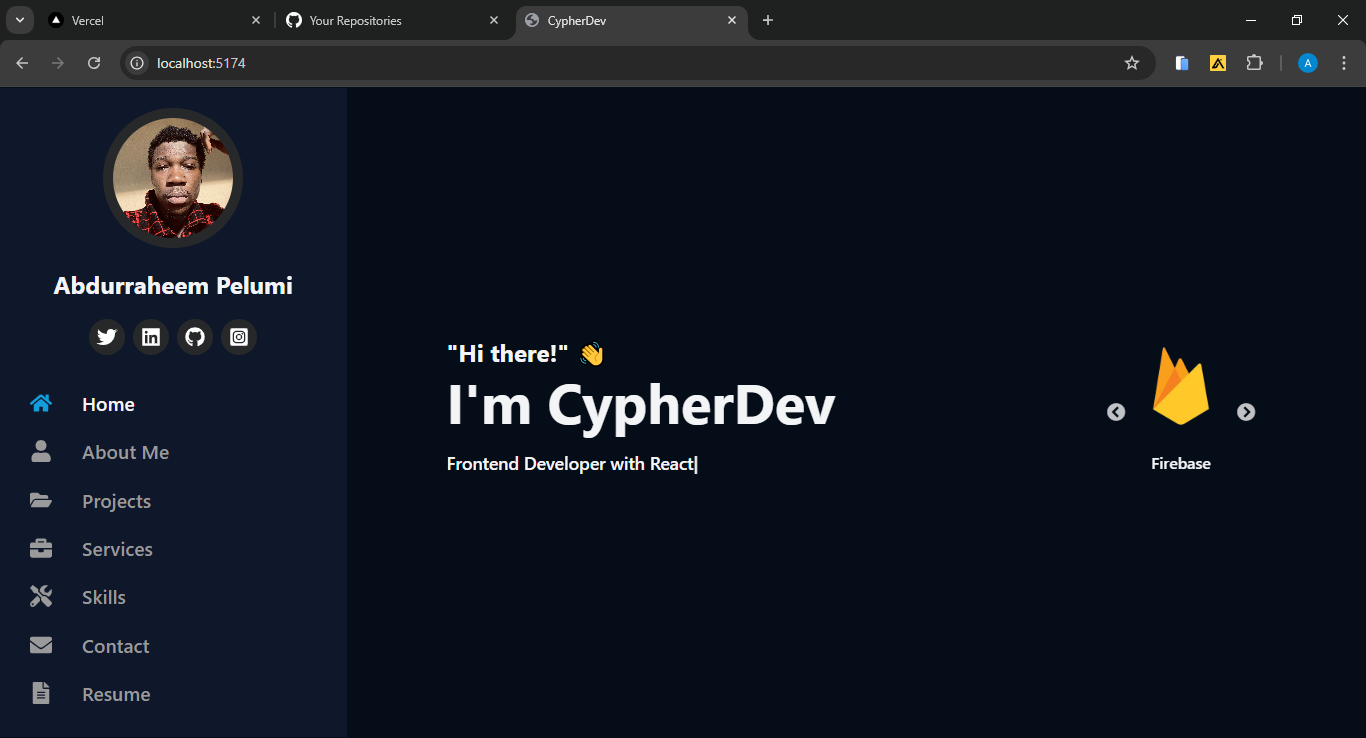 Vercel
Your Repositories
CypherDev
localhost:5174
A
Abdurraheem Pelumi
Home
About Me
Projects
Services
Skills
Contact
Resume
"Hi there!" 👋
I'm CypherDev
Frontend Developer with React|
Firebase